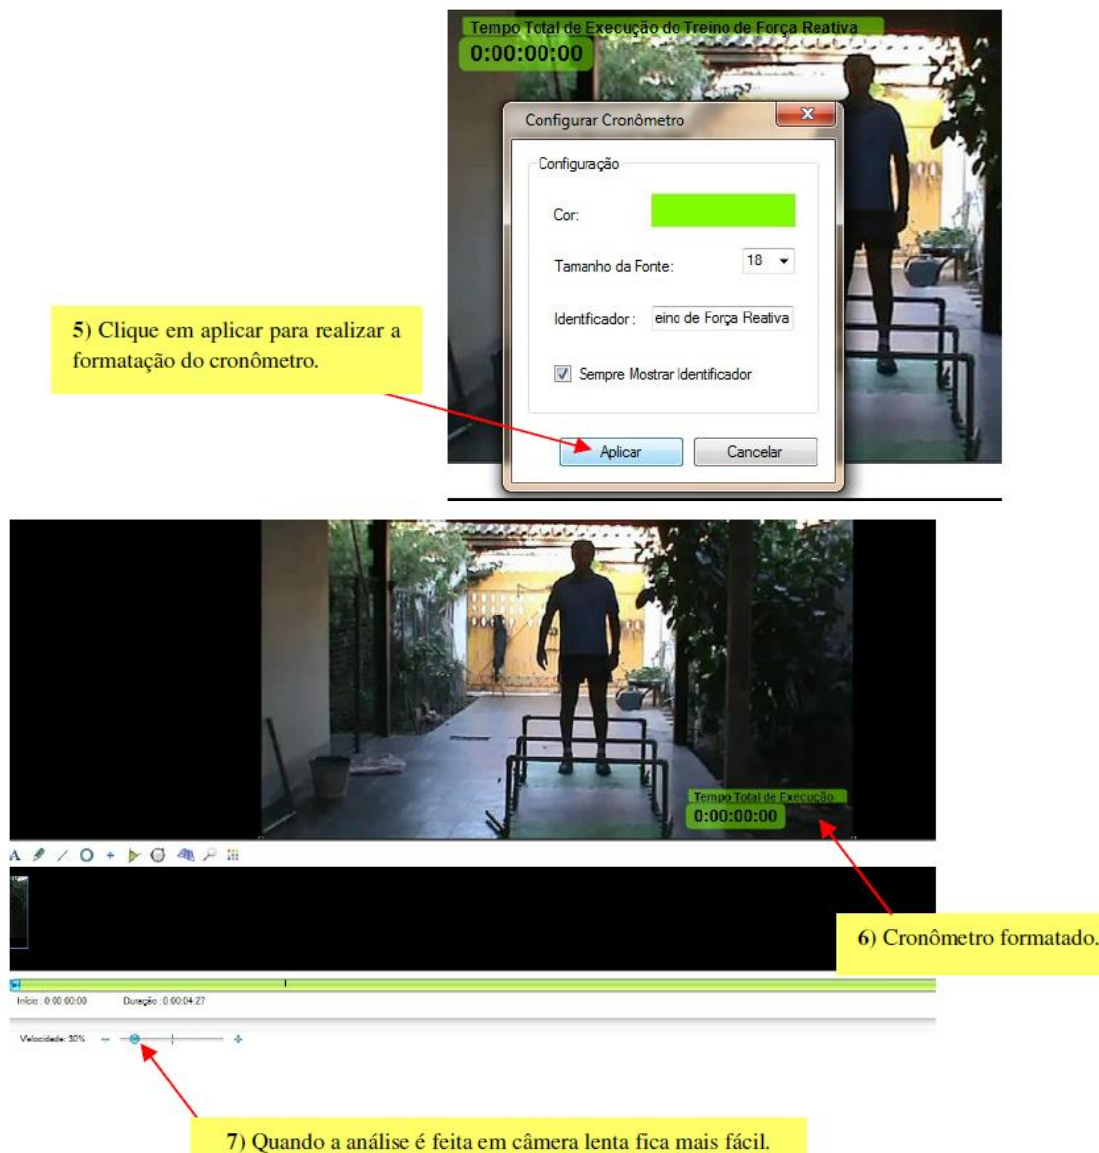 Tempo Total de Execução do Treino de Força Reativa
0:00:00:00
Configurar Cronômetro
Configuração
Cor:
Tamanho da Fonte: 18
Identificador: eino de Força Reativa
Sempre Mostrar Identificador
Aplicar Cancelar
5) Clique em aplicar para realizar a
formatação do cronômetro.
Tempo Total de Execução
0:00:00:00
A
6) Cronômetro formatado.
Início : 0:00:00:00 Duração : 0:00:04:27
Velocidade: 30%
7) Quando a análise é feita em câmera lenta fica mais fácil.